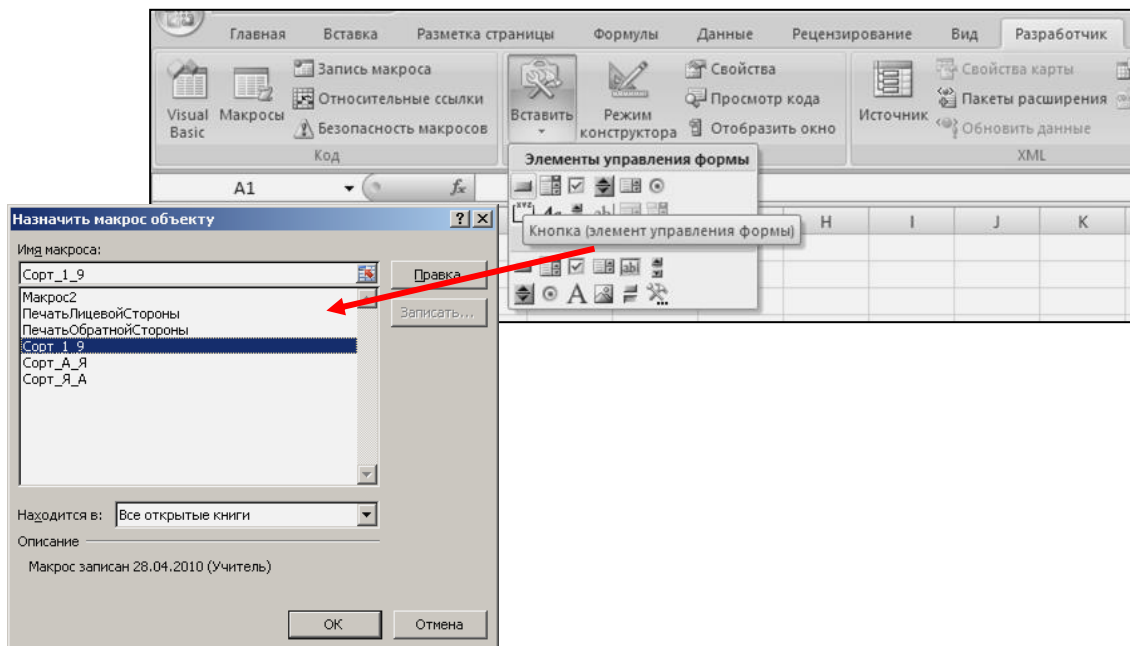 Главная Вставка Разметка страницы Формулы Данные Рецензирование Вид Разработчик
Visual Basic
Макросы
Запись макроса
Относительные ссылки
Безопасность макросов
Код
Вставить
Режим конструктора
Свойства
Просмотр кода
Отобразить окно
Источник
Свойства карты
Пакеты расширения
Обновить данные
XML
Элементы управления формы
A1 fx
Кнопка (элемент управления формы)
H I J K
Назначить макрос объекту
Имя макроса:
Сорт_1_9
Правка
Макрос2
ПечатьЛицевойСтороны
Записать...
ПечатьОбратнойСтороны
Сорт_1_9
Сорт_А_Я
Сорт_Я_А
Находится в: Все открытые книги
Описание
Макрос записан 28.04.2010 (Учитель)
ОК Отмена